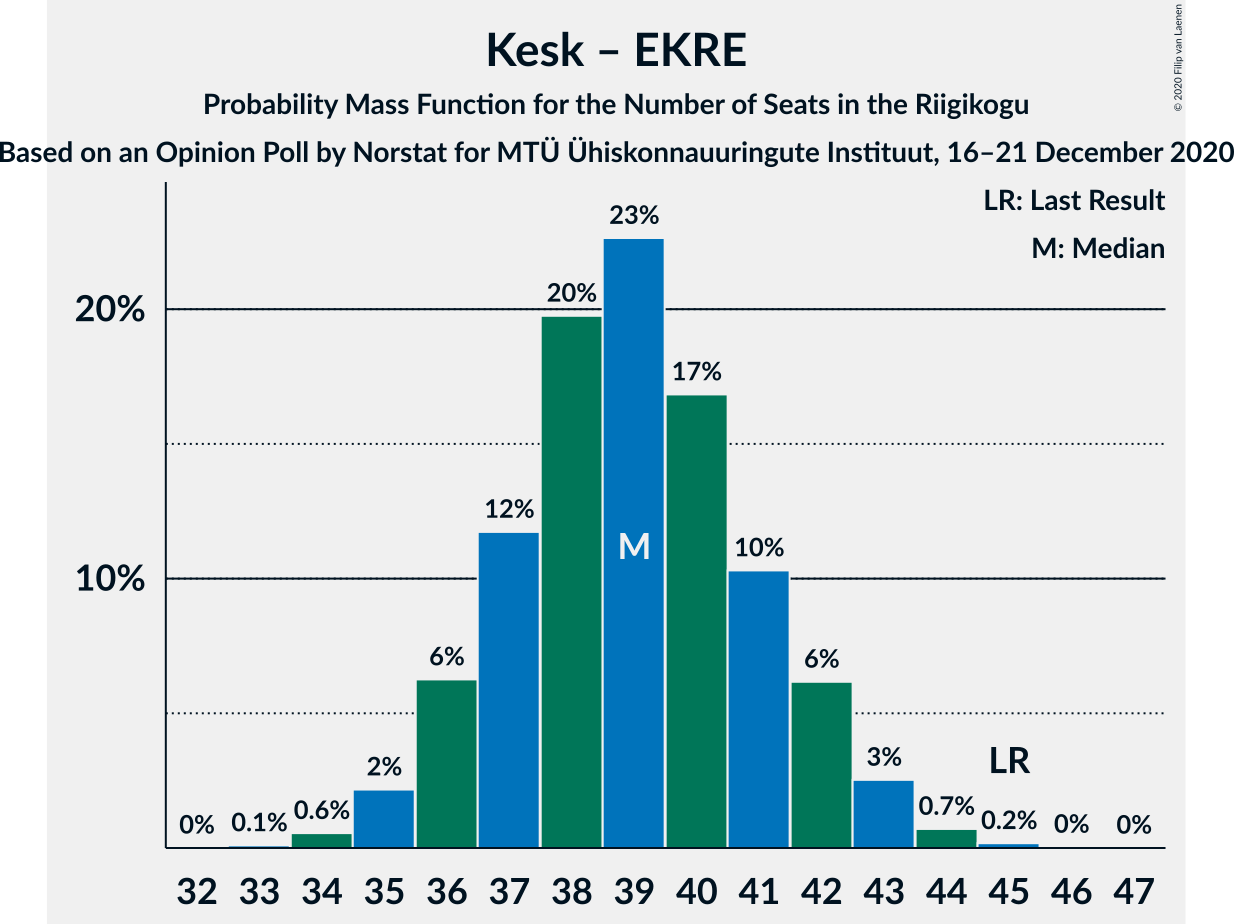 Kesk – EKRE
Probability Mass Function for the Number of Seats in the Riigikogu
Based on an Opinion Poll by Norstat for MTÜ Ühiskonnauuringute Instituut, 16–21 December 2020
© 2020 Filip van Laenen
LR: Last Result
M: Median
23%
20%
20%
17%
12%
M
10%
10%
6%
6%
LR
3%
2%
0.7%
0.6%
0.2%
0%
0.1%
0%
0%
32 33 34 35 36 37 38 39 40 41 42 43 44 45 46 47